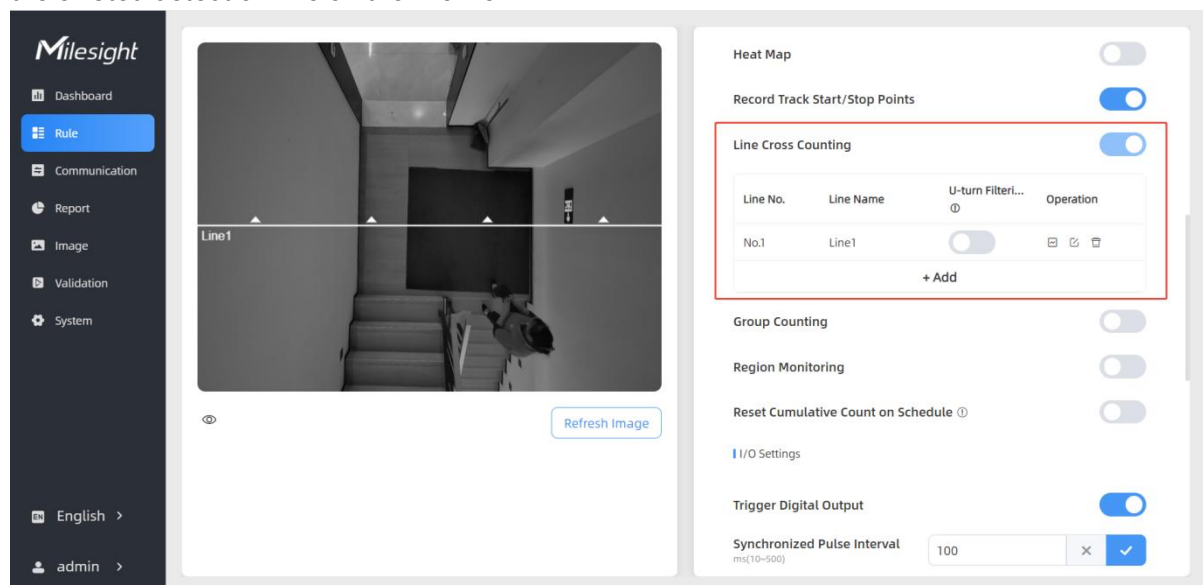 Milesight
Dashboard
Rule
Communication
Report
Image
Validation
System
English >
admin >
Line1
Refresh Image
Heat Map
Record Track Start/Stop Points
Line Cross Counting
Line No. Line Name U-turn Filteri... Operation
No.1 Line1
+ Add
Group Counting
Region Monitoring
Reset Cumulative Count on Schedule
I/O Settings
Trigger Digital Output
Synchronized Pulse Interval 100
ms(10~500)